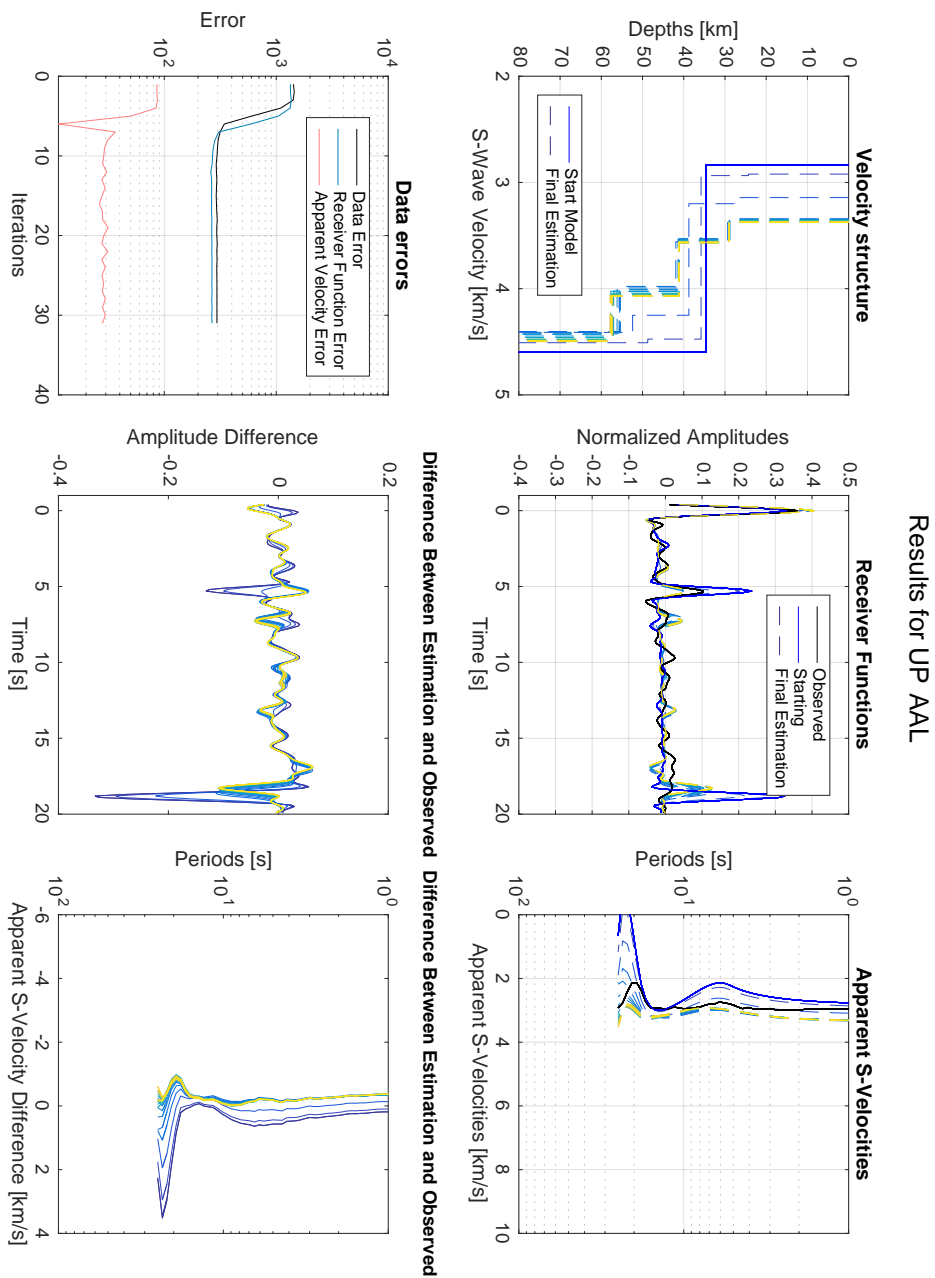 Results for UP AAL
Velocity structure
0
10
20
30
40
50
60
70
80
Depths [km]
2
3
4
5
S-Wave Velocity [km/s]
Start Model
Final Estimation
Receiver Functions
0.5
0.4
0.3
0.2
0.1
0
-0.1
-0.2
-0.3
-0.4
Normalized Amplitudes
0
5
10
15
20
Time [s]
Observed
Starting
Final Estimation
Apparent S-Velocities
10^0
10^1
10^2
Periods [s]
0
2
4
6
8
10
Apparent S-Velocities [km/s]
Data errors
10^4
10^3
10^2
Error
0
10
20
30
40
Iterations
Data Error
Receiver Function Error
Apparent Velocity Error
Difference Between Estimation and Observed
0.2
0
-0.2
-0.4
Amplitude Difference
0
5
10
15
20
Time [s]
Difference Between Estimation and Observed
10^0
10^1
10^2
Periods [s]
-6
-4
-2
0
2
4
Apparent S-Velocity Difference [km/s]